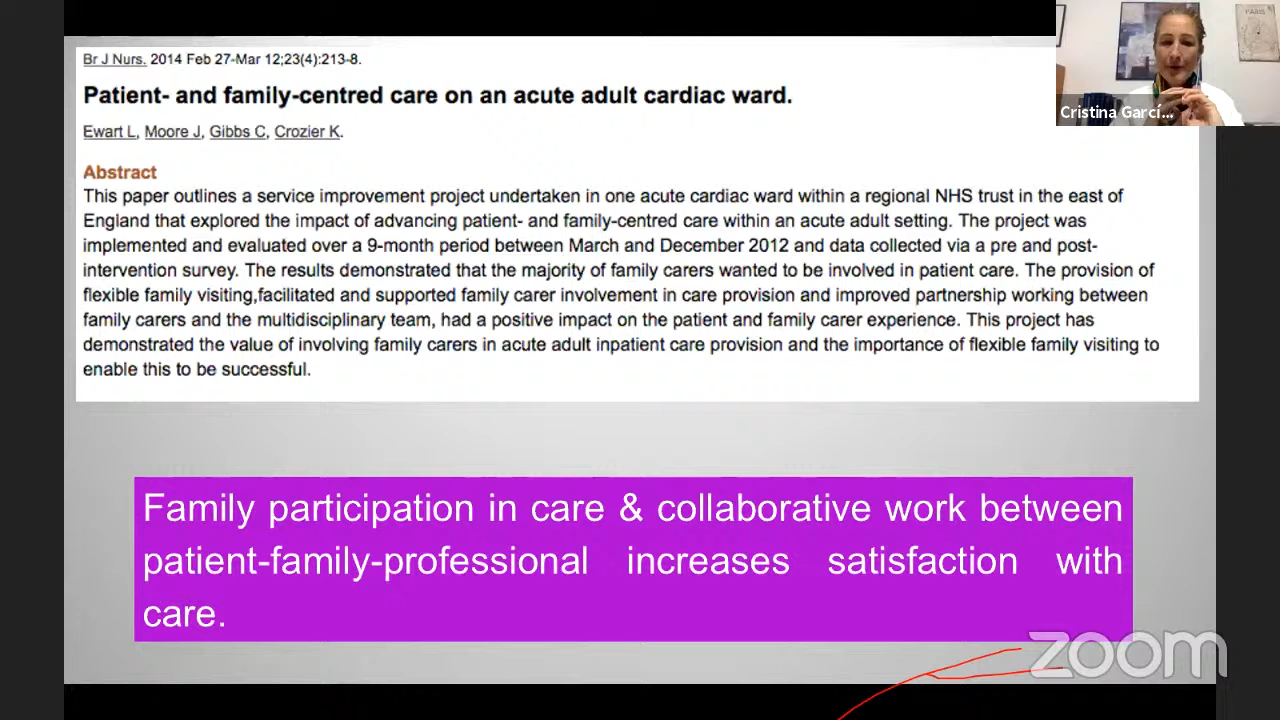 Br J Nurs. 2014 Feb 27-Mar 12;23(4):213-8.
Patient- and family-centred care on an acute adult cardiac ward.
Ewart L, Moore J, Gibbs C, Crozier K.
Abstract
This paper outlines a service improvement project undertaken in one acute cardiac ward within a regional NHS trust in the east of
England that explored the impact of advancing patient- and family-centred care within an acute adult setting. The project was
implemented and evaluated over a 9-month period between March and December 2012 and data collected via a pre and post-
intervention survey. The results demonstrated that the majority of family carers wanted to be involved in patient care. The provision of
flexible family visiting,facilitated and supported family carer involvement in care provision and improved partnership working between
family carers and the multidisciplinary team, had a positive impact on the patient and family carer experience. This project has
demonstrated the value of involving family carers in acute adult inpatient care provision and the importance of flexible family visiting to
enable this to be successful.
PARIS
Cristina Garcí...
Family participation in care & collaborative work between
patient-family-professional increases satisfaction with
care.
zoom